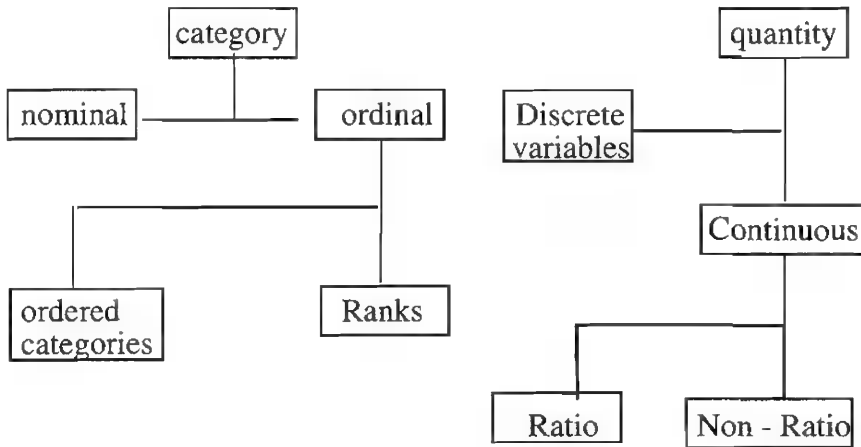 category
nominal
ordinal
ordered
categories
Ranks
quantity
Discrete
variables
Continuous
Ratio
Non - Ratio